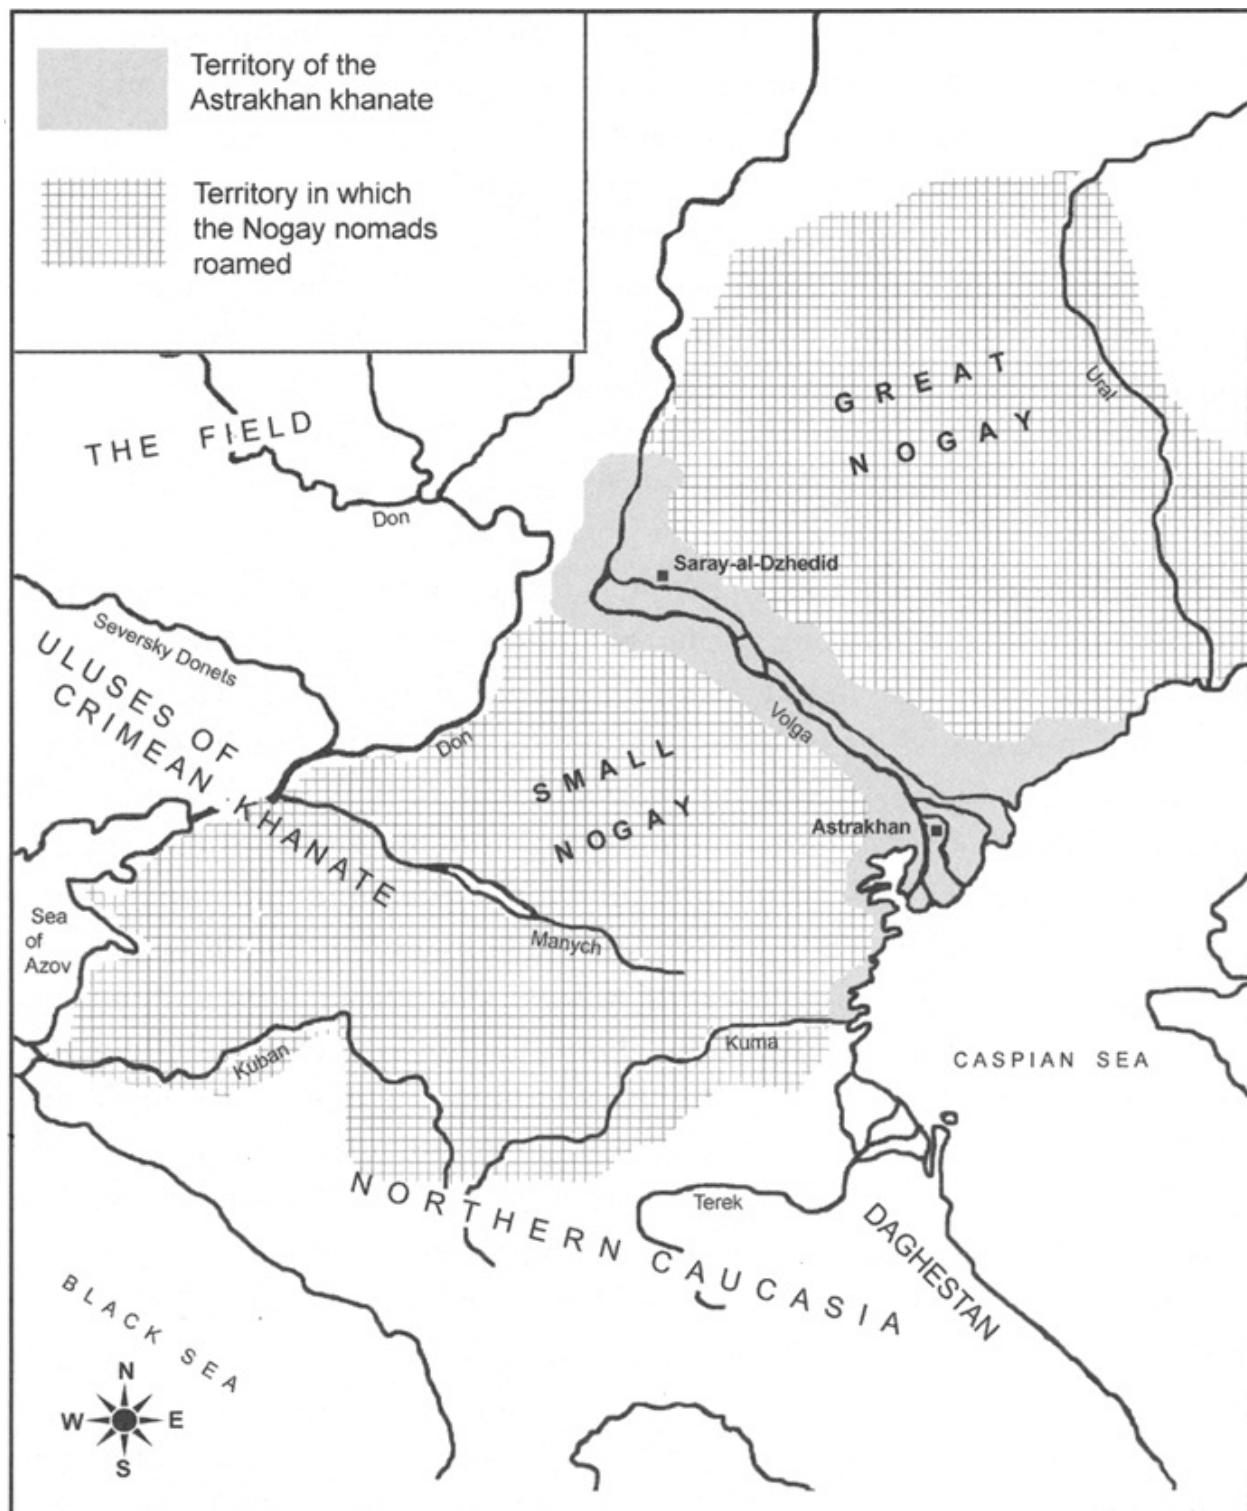 Territory of the
Astrakhan khanate
Territory in which
the Nogay nomads
roamed
THE FIELD
GREAT
NOGAY
Ural
Don
Saray-al-Dzhedid
Seversky Donets
ULUSES OF
CRIMEAN KHANATE
Don
Volga
SMALL
NOGAY
Astrakhan
Sea
of
Azov
Manych
Kuban
Kuma
CASPIAN SEA
Terek
NORTHERN CAUCASIA
DAGHESTAN
BLACK SEA
N
W E
S